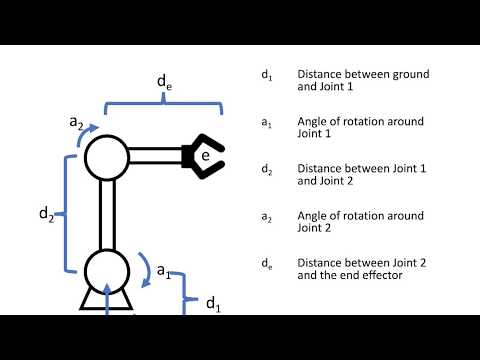 dₑ
a₂
e
d₂
a₁
d₁
d₁ Distance between ground
and Joint 1
a₁ Angle of rotation around
Joint 1
d₂ Distance between Joint 1
and Joint 2
a₂ Angle of rotation around
Joint 2
dₑ Distance between Joint 2
and the end effector